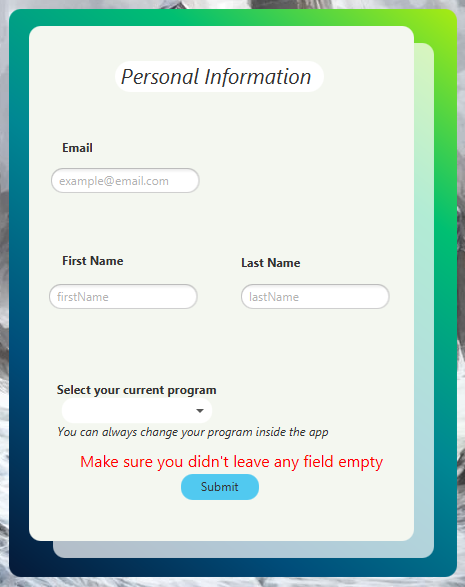 Personal Information
Email
example@email.com
First Name
Last Name
firstName
lastName
Select your current program
You can always change your program inside the app
Make sure you didn't leave any field empty
Submit